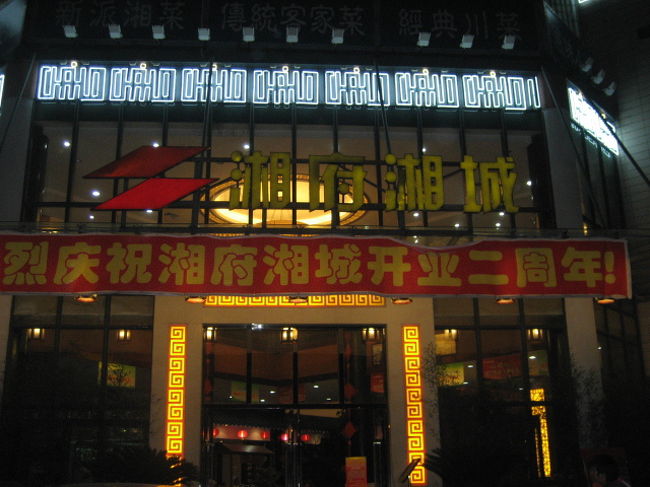 新派湘菜 傳統客家菜 經典川菜
湘府湘城
烈庆祝湘府湘城开业二周年!